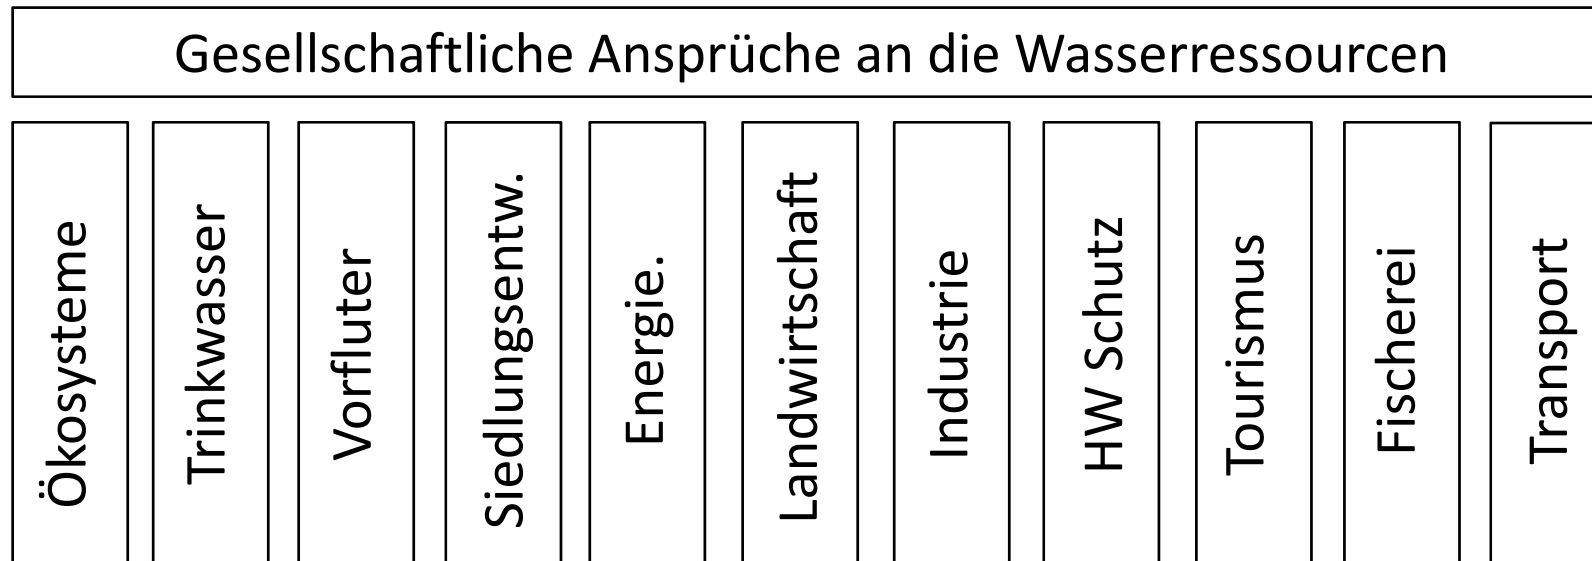 Gesellschaftliche Ansprüche an die Wasserressourcen
Ökosysteme
Trinkwasser
Vorfluter
Siedlungsentw.
Energie.
Landwirtschaft
Industrie
HW Schutz
Tourismus
Fischerei
Transport